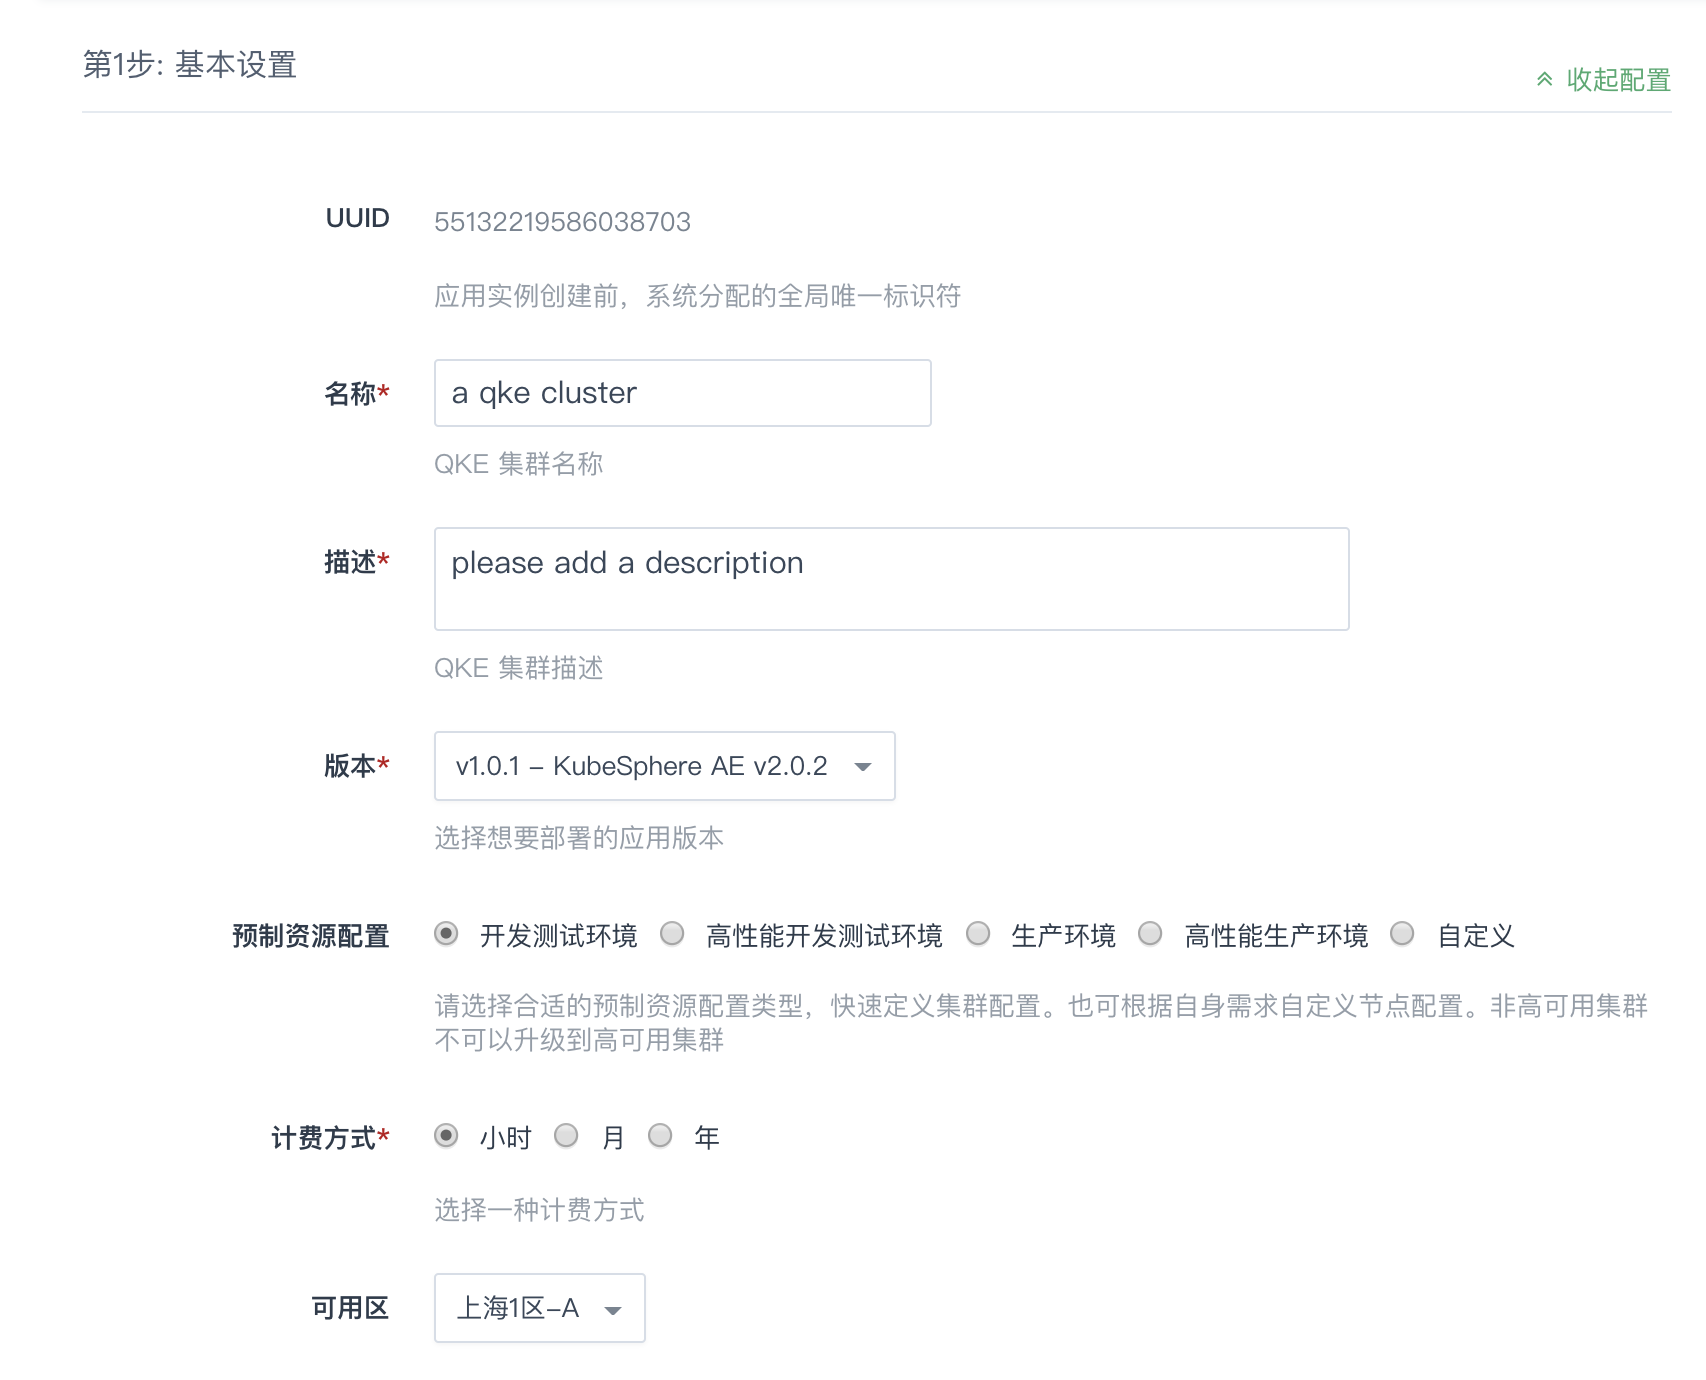 第1步: 基本设置
收起配置
UUID 55132219586038703
应用实例创建前，系统分配的全局唯一标识符
名称* a qke cluster
QKE 集群名称
描述* please add a description
QKE 集群描述
版本* v1.0.1 – KubeSphere AE v2.0.2
选择想要部署的应用版本
预制资源配置 开发测试环境 高性能开发测试环境 生产环境 高性能生产环境 自定义
请选择合适的预制资源配置类型，快速定义集群配置。也可根据自身需求自定义节点配置。非高可用集群
不可以升级到高可用集群
计费方式* 小时 月 年
选择一种计费方式
可用区 上海1区-A